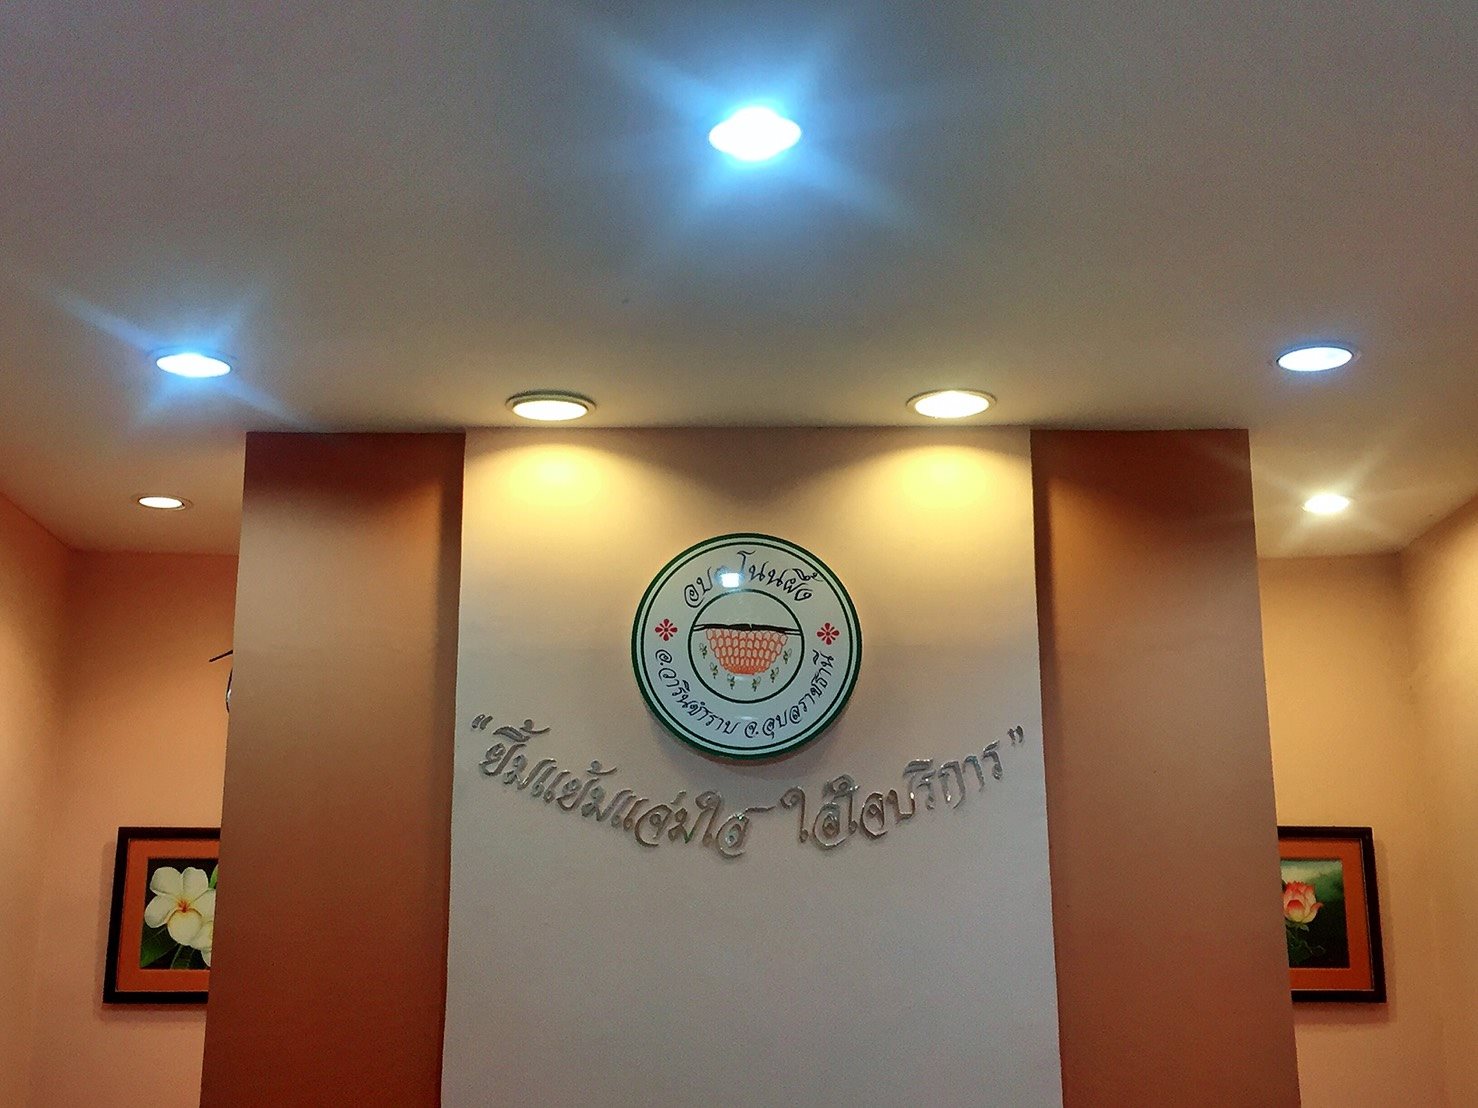 อบต.โนนผึ้ง
อ.วารินชำราบ จ.อุบลราชธานี
“ยิ้มแย้มแจ่มใส ใส่ใจบริการ”